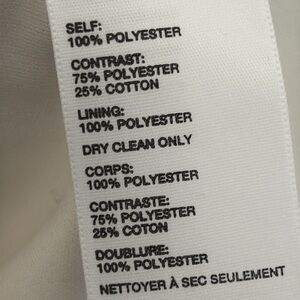 SELF:
100% POLYESTER
CONTRAST:
75% POLYESTER
25% COTTON
LINING:
100% POLYESTER
DRY CLEAN ONLY
CORPS:
100% POLYESTER
CONTRASTE:
75% POLYESTER
25% COTON
DOUBLURE:
100% POLYESTER
NETTOYER À SEC SEULEMENT